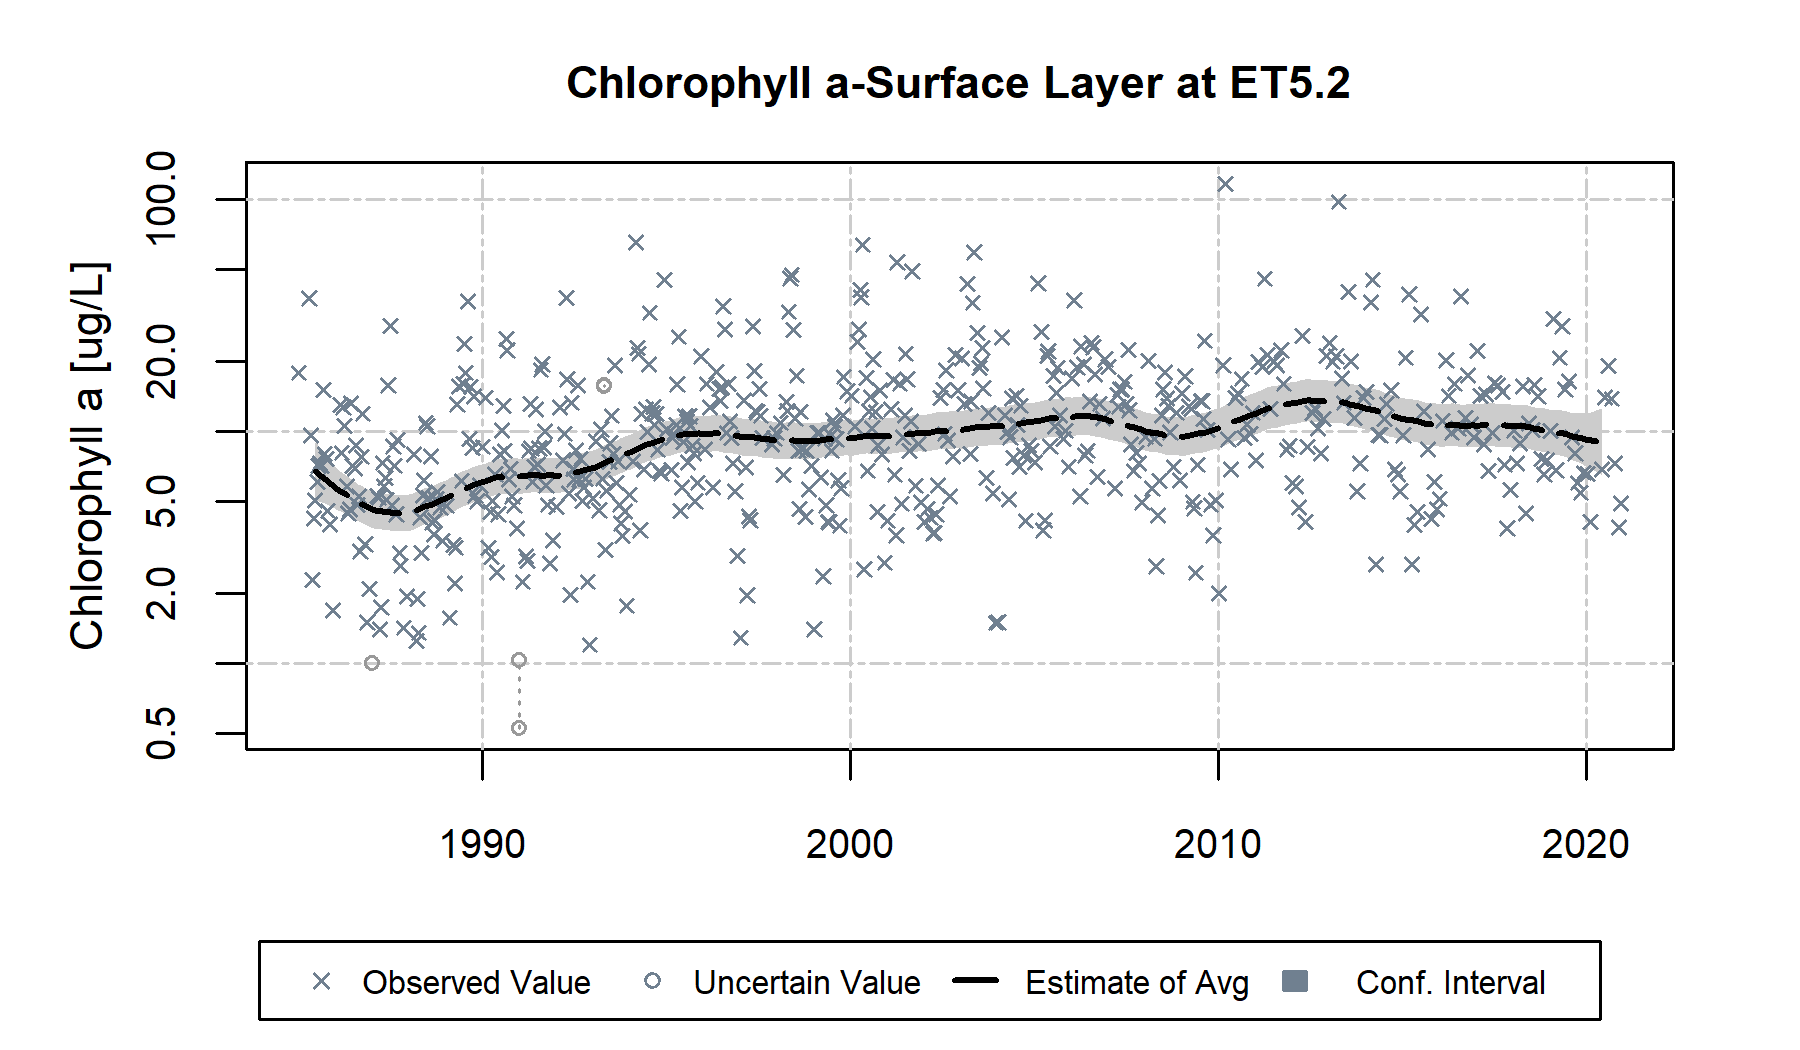 Chlorophyll a-Surface Layer at ET5.2
Chlorophyll a [ug/L]
100.0
20.0
5.0
2.0
0.5
1990 2000 2010 2020
Observed Value Uncertain Value Estimate of Avg Conf. Interval